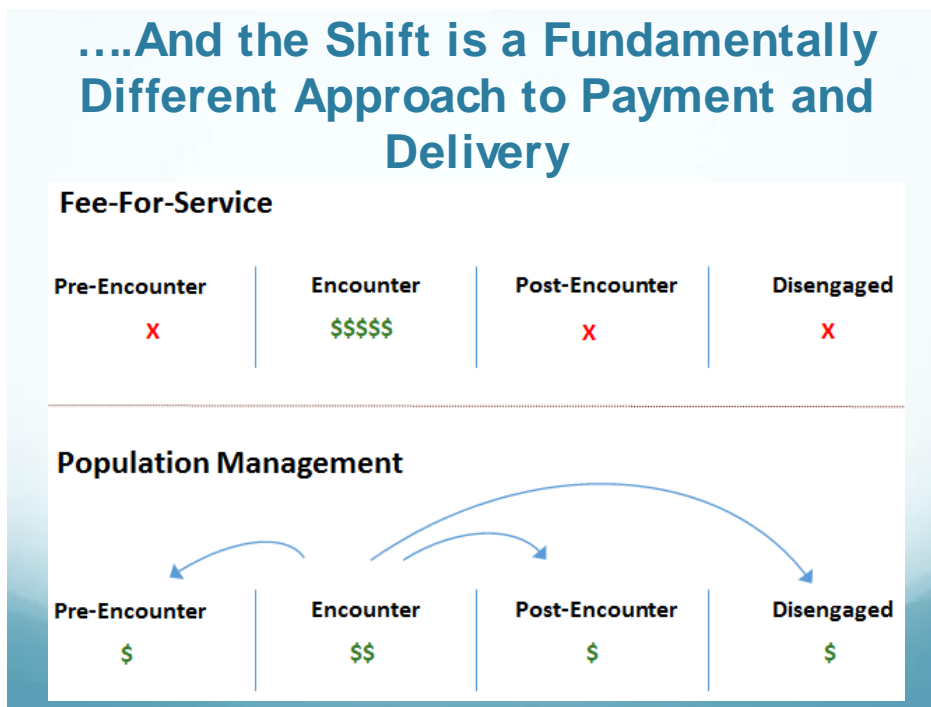 ....And the Shift is a Fundamentally
Different Approach to Payment and
Delivery
Fee-For-Service
Pre-Encounter Encounter Post-Encounter Disengaged
X $$$$$ X X
Population Management
Pre-Encounter Encounter Post-Encounter Disengaged
$ $$ $ $